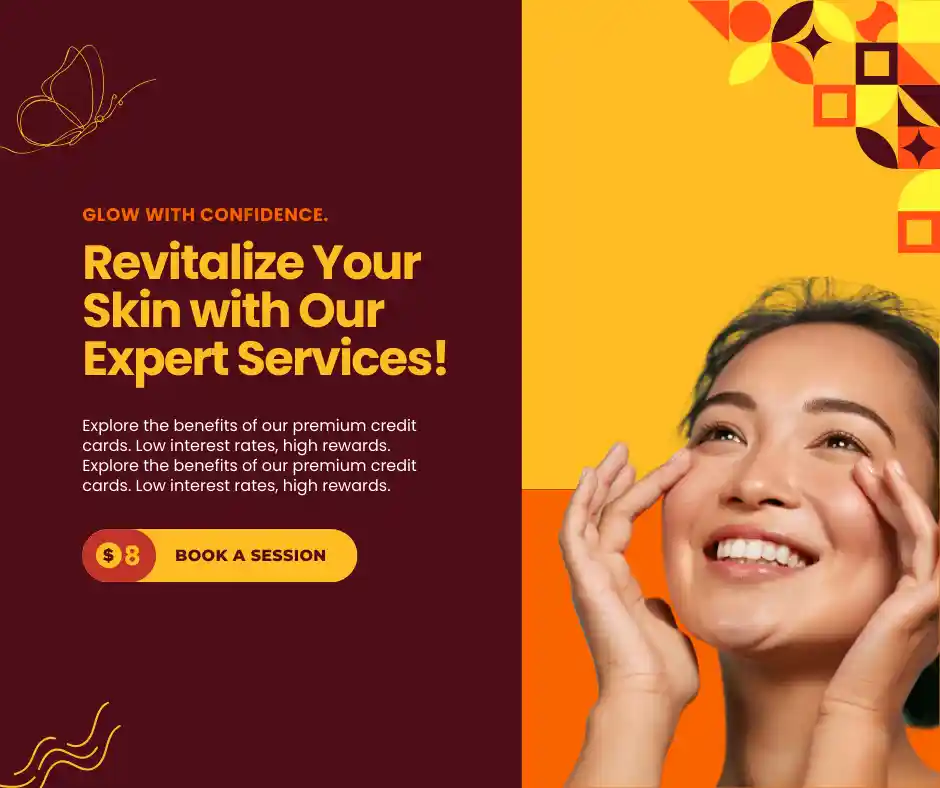 GLOW WITH CONFIDENCE.
Revitalize Your
Skin with Our
Expert Services!
Explore the benefits of our premium credit
cards. Low interest rates, high rewards.
Explore the benefits of our premium credit
cards. Low interest rates, high rewards.
$8 BOOK A SESSION